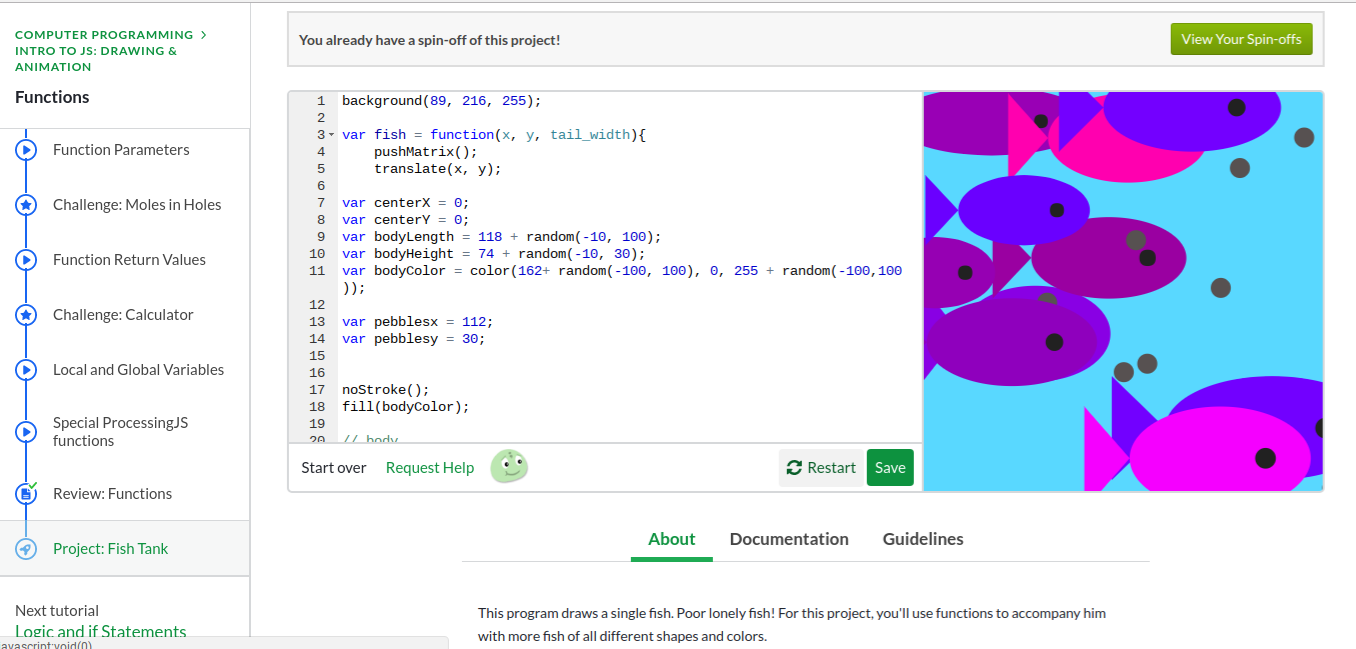 COMPUTER PROGRAMMING >
INTRO TO JS: DRAWING &
ANIMATION
Functions
Function Parameters
Challenge: Moles in Holes
Function Return Values
Challenge: Calculator
Local and Global Variables
Special ProcessingJS
functions
Review: Functions
Project: Fish Tank
Next tutorial
Logic and if Statements
javascript:void(0)
You already have a spin-off of this project!
View Your Spin-offs
1 background(89, 216, 255);
2
3 var fish = function(x, y, tail_width){
4 pushMatrix();
5 translate(x, y);
6
7 var centerX = 0;
8 var centerY = 0;
9 var bodyLength = 118 + random(-10, 100);
10 var bodyHeight = 74 + random(-10, 30);
11 var bodyColor = color(162+ random(-100, 100), 0, 255 + random(-100,100
));
12
13 var pebblesx = 112;
14 var pebblesy = 30;
15
16
17 noStroke();
18 fill(bodyColor);
19
20 // body
Start over
Request Help
Restart
Save
About
Documentation
Guidelines
This program draws a single fish. Poor lonely fish! For this project, you'll use functions to accompany him
with more fish of all different shapes and colors.